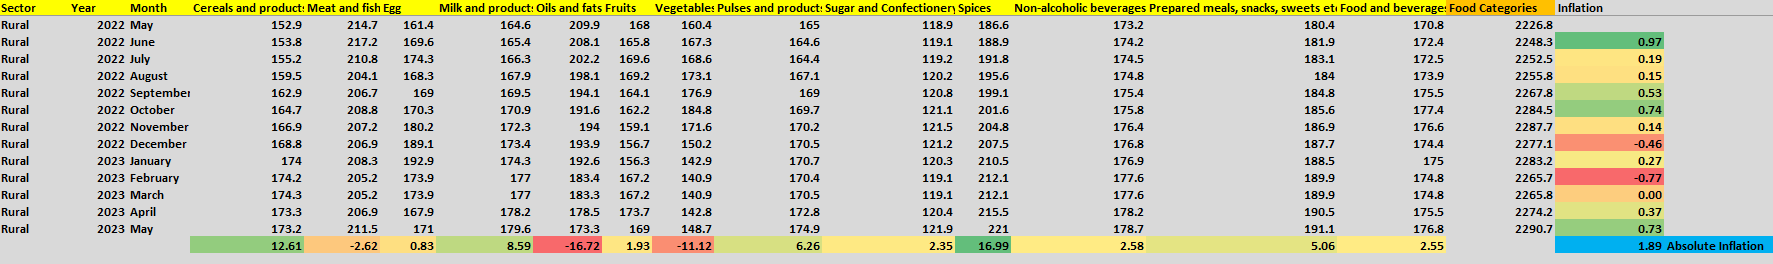 Sector Year Month Cereals and product Meat and fish Egg Milk and product Oils and fats Fruits Vegetables Pulses and product Sugar and Confectionery Spices Non-alcoholic beverages Prepared meals, snacks, sweets etc Food and beverages Food Categories Inflation
Rural 2022 May 152.9 214.7 161.4 164.6 209.9 168 160.4 165 118.9 186.6 173.2 180.4 170.8 2226.8
Rural 2022 June 153.8 217.2 169.6 165.4 208.1 165.8 167.3 164.6 119.1 188.9 174.2 181.9 172.4 2248.3 0.97
Rural 2022 July 155.2 210.8 174.3 166.3 202.2 169.6 168.6 164.4 119.2 191.8 174.5 183.1 172.5 2252.5 0.19
Rural 2022 August 159.5 204.1 168.3 167.9 198.1 169.2 173.1 167.1 120.2 195.6 174.8 184 173.9 2255.8 0.15
Rural 2022 September 162.9 206.7 169 169.5 194.1 164.1 176.9 169 120.8 199.1 175.4 184.8 175.5 2267.8 0.53
Rural 2022 October 164.7 208.8 170.3 170.9 191.6 162.2 184.8 169.7 121.1 201.6 175.8 185.6 177.4 2284.5 0.74
Rural 2022 November 166.9 207.2 180.2 172.3 194 159.1 171.6 170.2 121.5 204.8 176.4 186.9 176.6 2287.7 0.14
Rural 2022 December 168.8 206.9 189.1 173.4 193.9 156.7 150.2 170.5 121.2 207.5 176.8 187.7 174.4 2277.1 -0.46
Rural 2023 January 174 208.3 192.9 174.3 192.6 156.3 142.9 170.7 120.3 210.5 176.9 188.5 175 2283.2 0.27
Rural 2023 February 174.2 205.2 173.9 177 183.4 167.2 140.9 170.4 119.1 212.1 177.6 189.9 174.8 2265.7 -0.77
Rural 2023 March 174.3 205.2 173.9 177 183.3 167.2 140.9 170.5 119.1 212.1 177.6 189.9 174.8 2265.8 0.00
Rural 2023 April 173.3 206.9 167.9 178.2 178.5 173.7 142.8 172.8 120.4 215.5 178.2 190.5 175.5 2274.2 0.37
Rural 2023 May 173.2 211.5 171 179.6 173.3 169 148.7 174.9 121.9 221 178.7 191.1 176.8 2290.7 0.73
12.61 -2.62 0.83 8.59 -16.72 1.93 -11.12 6.26 2.35 16.99 2.58 5.06 2.55 1.89 Absolute Inflation